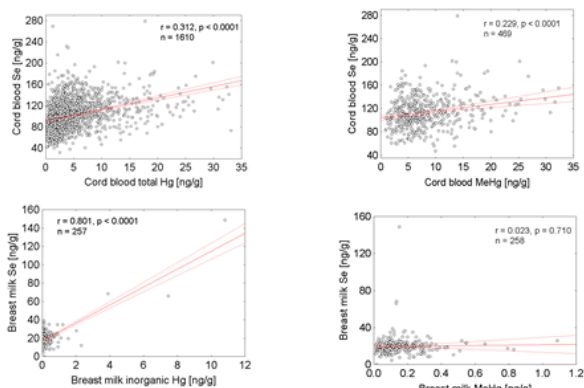 r = 0.312, p < 0.0001
n = 1610
Cord blood Se [ng/g]
280
240
200
160
120
80
40
0 5 10 15 20 25 30 35
Cord blood total Hg [ng/g]
r = 0.229, p < 0.0001
n = 469
Cord blood Se [ng/g]
280
240
200
160
120
80
40
0 5 10 15 20 25 30 35
Cord blood MeHg [ng/g]
r = 0.801, p < 0.0001
n = 257
Breast milk Se [ng/g]
160
140
120
100
80
60
40
20
0
0 2 4 6 8 10 12
Breast milk inorganic Hg [ng/g]
r = 0.023, p = 0.710
n = 258
Breast milk Se [ng/g]
160
120
80
40
0
0.0 0.2 0.4 0.6 0.8 1.0 1.2
Breast milk MeHg [ng/g]